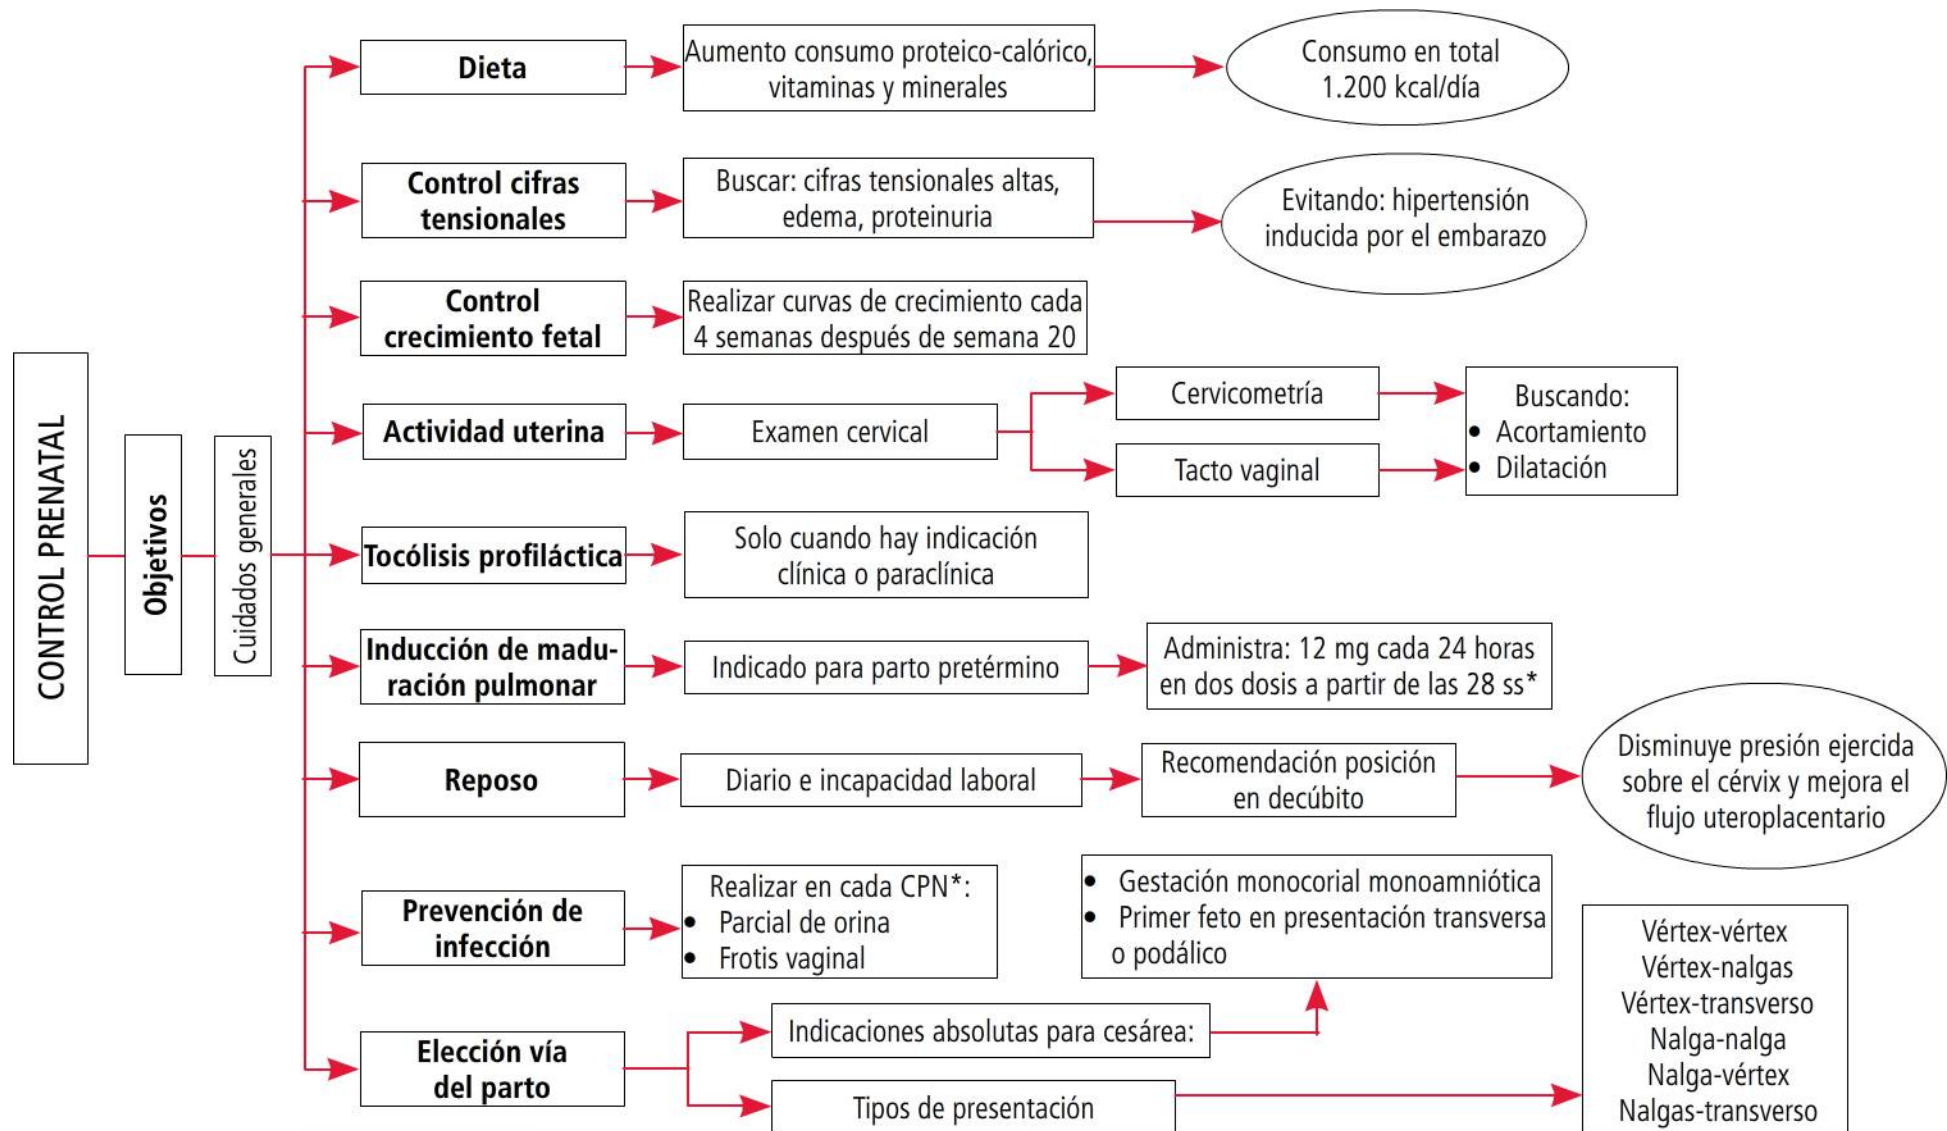 CONTROL PRENATAL
Objetivos
Cuidados generales
Dieta
Aumento consumo proteico-calórico,
vitaminas y minerales
Consumo en total
1.200 kcal/día
Control cifras
tensionales
Buscar: cifras tensionales altas,
edema, proteinuria
Evitando: hipertensión
inducida por el embarazo
Control
crecimiento fetal
Realizar curvas de crecimiento cada
4 semanas después de semana 20
Actividad uterina
Examen cervical
Cervicometría
Tacto vaginal
Buscando:
• Acortamiento
• Dilatación
Tocólisis profiláctica
Solo cuando hay indicación
clínica o paraclínica
Inducción de madu-
ración pulmonar
Indicado para parto pretérmino
Administra: 12 mg cada 24 horas
en dos dosis a partir de las 28 ss*
Reposo
Diario e incapacidad laboral
Recomendación posición
en decúbito
Disminuye presión ejercida
sobre el cérvix y mejora el
flujo uteroplacentario
Prevención de
infección
Realizar en cada CPN*:
• Parcial de orina
• Frotis vaginal
Elección vía
del parto
Indicaciones absolutas para cesárea:
• Gestación monocorial monoamniótica
• Primer feto en presentación transversa
o podálico
Tipos de presentación
Vértex-vértex
Vértex-nalgas
Vértex-transverso
Nalga-nalga
Nalga-vértex
Nalgas-transverso